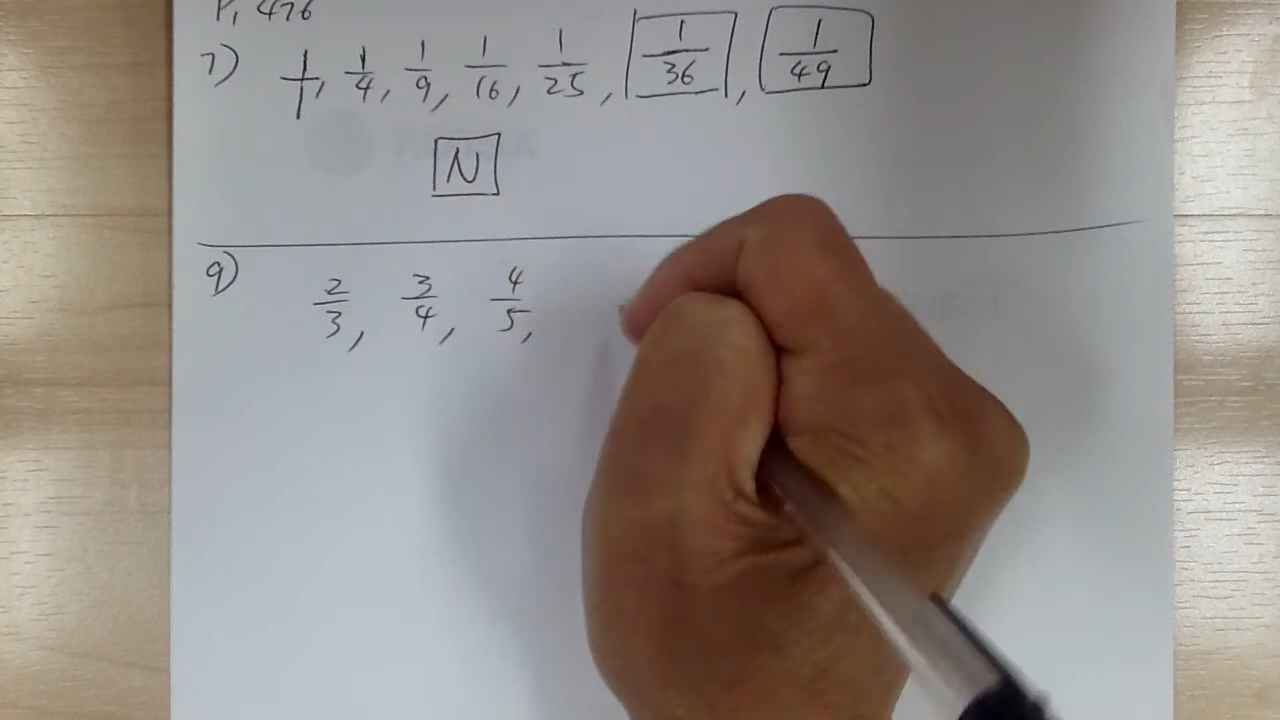 P. 476
7) 1/1, 1/4, 1/9, 1/16, 1/25, 1/36, 1/49
N
9) 2/3, 3/4, 4/5,